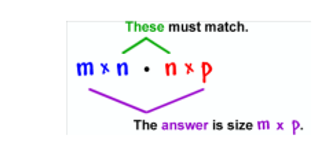 These must match.
m x n • n x p
The answer is size m x p.